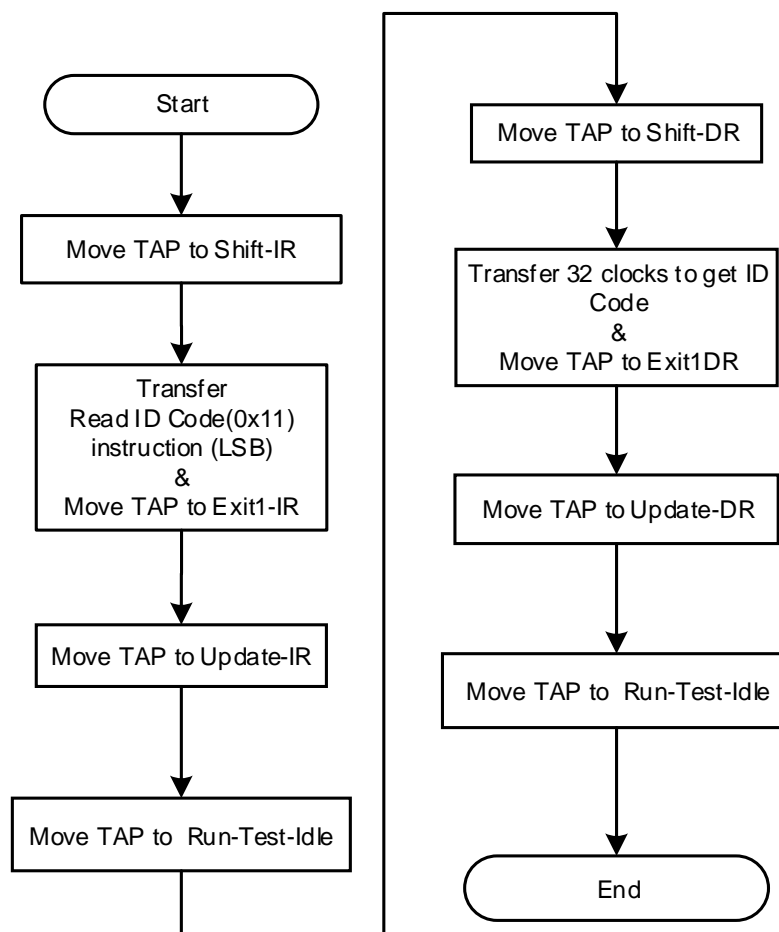 Start
Move TAP to Shift-IR
Transfer
Read ID Code(0x11)
instruction (LSB)
&
Move TAP to Exit1-IR
Move TAP to Update-IR
Move TAP to Run-Test-Idle
Move TAP to Shift-DR
Transfer 32 clocks to get ID
Code
&
Move TAP to Exit1DR
Move TAP to Update-DR
Move TAP to Run-Test-Idle
End